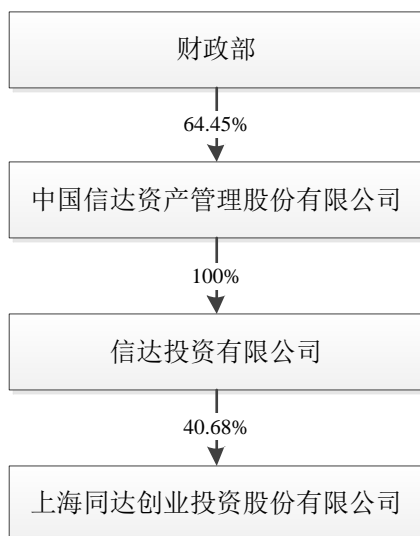 财政部
64.45%
中国信达资产管理股份有限公司
100%
信达投资有限公司
40.68%
上海同达创业投资股份有限公司